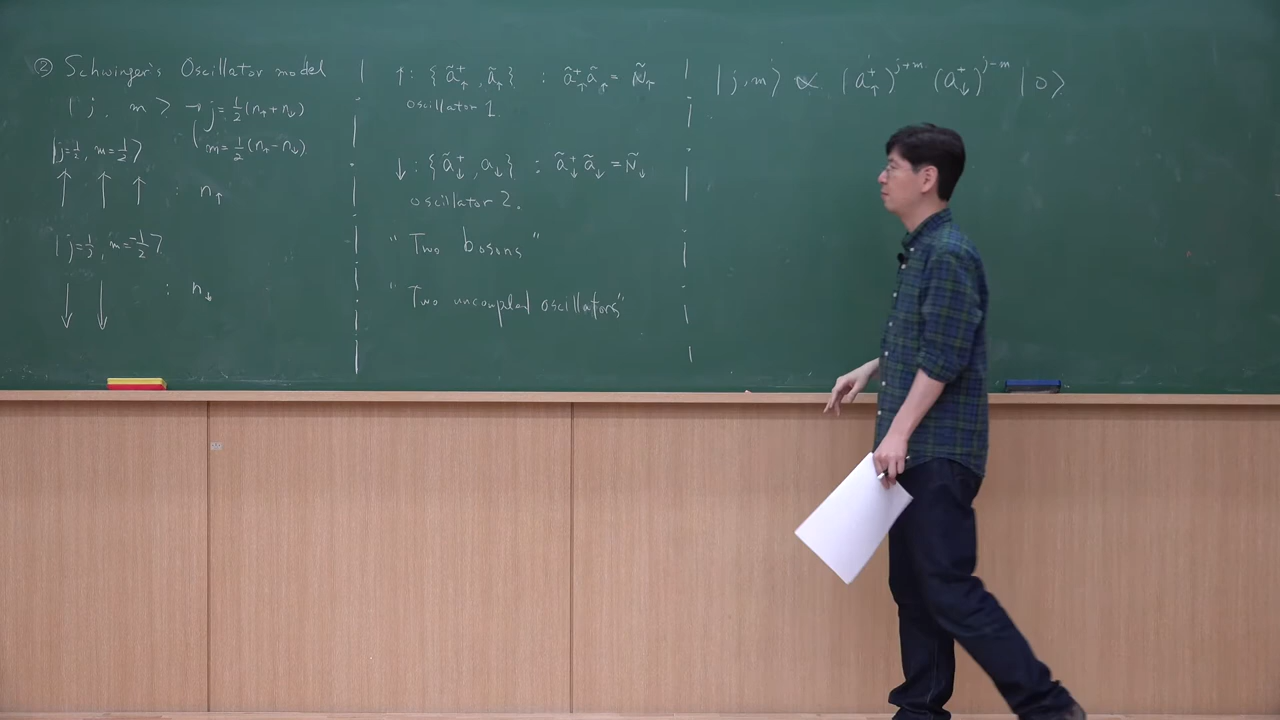 ② Schwinger's Oscillator model
| j, m > → j = 1/2 (n↑ + n↓)
m = 1/2 (n↑ - n↓)
| j = 1/2, m = 1/2 >
↑ ↑ ↑ : n↑
| j = 1/2, m = -1/2 >
↓ ↓ : n↓
↑ : { ã↑†, ã↑ } : ã↑† ã↑ = Ñ↑
oscillator 1.
↓ : { ã↓†, a↓ } : ã↓† ã↓ = Ñ↓
oscillator 2.
" Two bosons "
" Two uncoupled oscillators "
| j, m > ∝ (a↑†)^{j+m} (a↓†)^{j-m} | 0 >